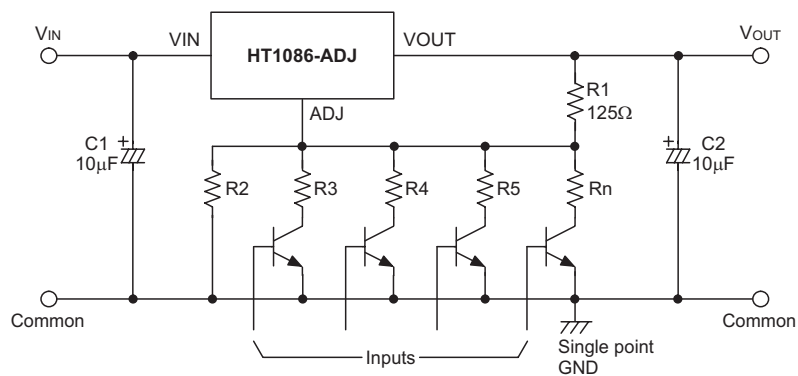 VIN
VIN
HT1086-ADJ
VOUT
VOUT
ADJ
R1
125Ω
C1
10μF
+
R2
R3
R4
R5
Rn
+
C2
10μF
Common
Common
Inputs
Single point
GND